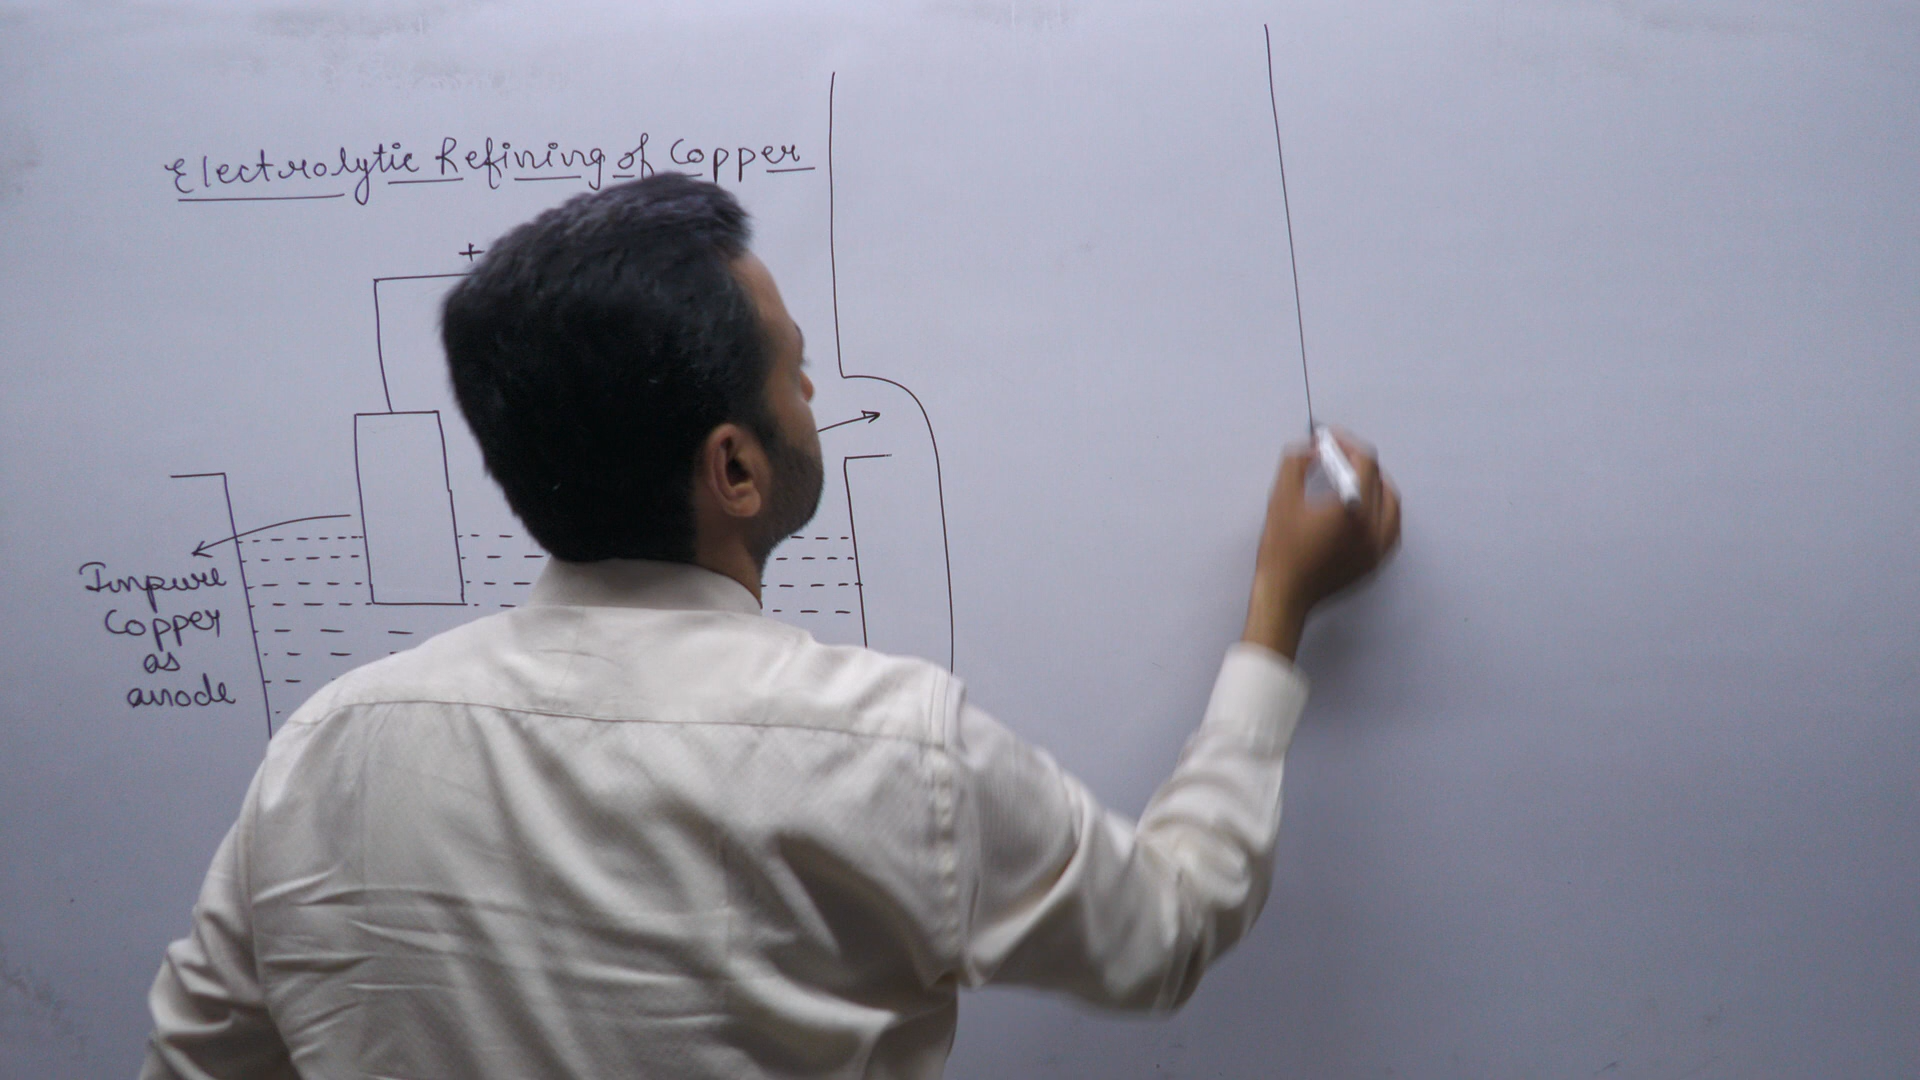 Electrolytic Refining of Copper
+
Impure
Copper
as
anode